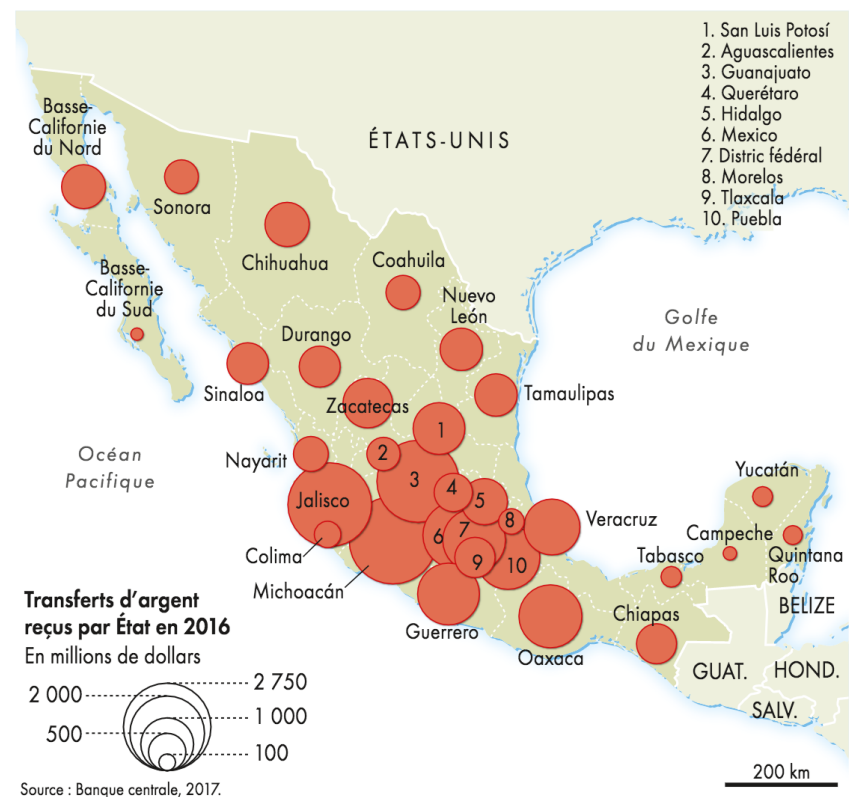 1. San Luis Potosí
2. Aguascalientes
3. Guanajuato
4. Querétaro
5. Hidalgo
6. Mexico
7. Distric fédéral
8. Morelos
9. Tlaxcala
10. Puebla
ÉTATS-UNIS
Basse-
Californie
du Nord
Sonora
Chihuahua
Coahuila
Basse-
Californie
du Sud
Nuevo
León
Golfe
du Mexique
Durango
Sinaloa
Zacatecas
Tamaulipas
1
2
3
4
5
6
7
8
9
10
Océan
Pacifique
Nayarit
Jalisco
Colima
Michoacán
Guerrero
Oaxaca
Veracruz
Yucatán
Campeche
Tabasco
Quintana
Roo
Chiapas
BELIZE
GUAT.
HOND.
SALV.
Transferts d'argent
reçus par État en 2016
En millions de dollars
2 750
2 000
1 000
500
100
200 km
Source : Banque centrale, 2017.